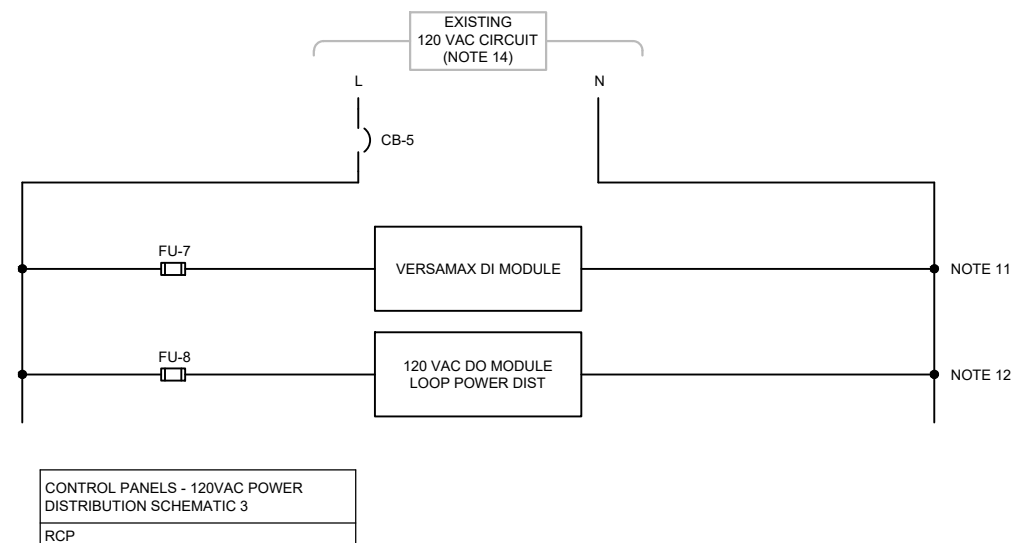 EXISTING
120 VAC CIRCUIT
(NOTE 14)
L
N
CB-5
FU-7
VERSAMAX DI MODULE
NOTE 11
FU-8
120 VAC DO MODULE
LOOP POWER DIST
NOTE 12
CONTROL PANELS - 120VAC POWER
DISTRIBUTION SCHEMATIC 3
RCP